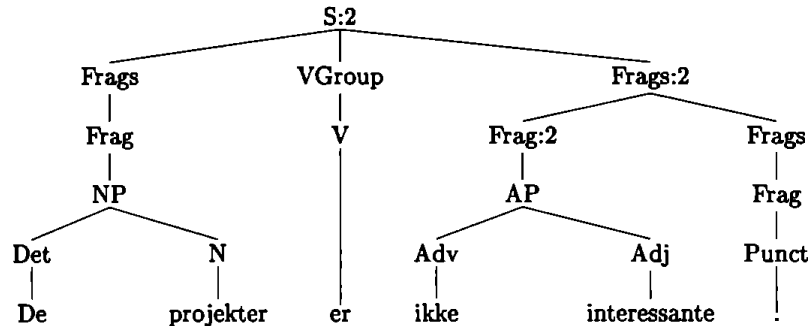 S:2
Frags VGroup Frags:2
Frag V Frag:2 Frags
NP AP Frag
Det N Adv Adj Punct
De projekter er ikke interessante .